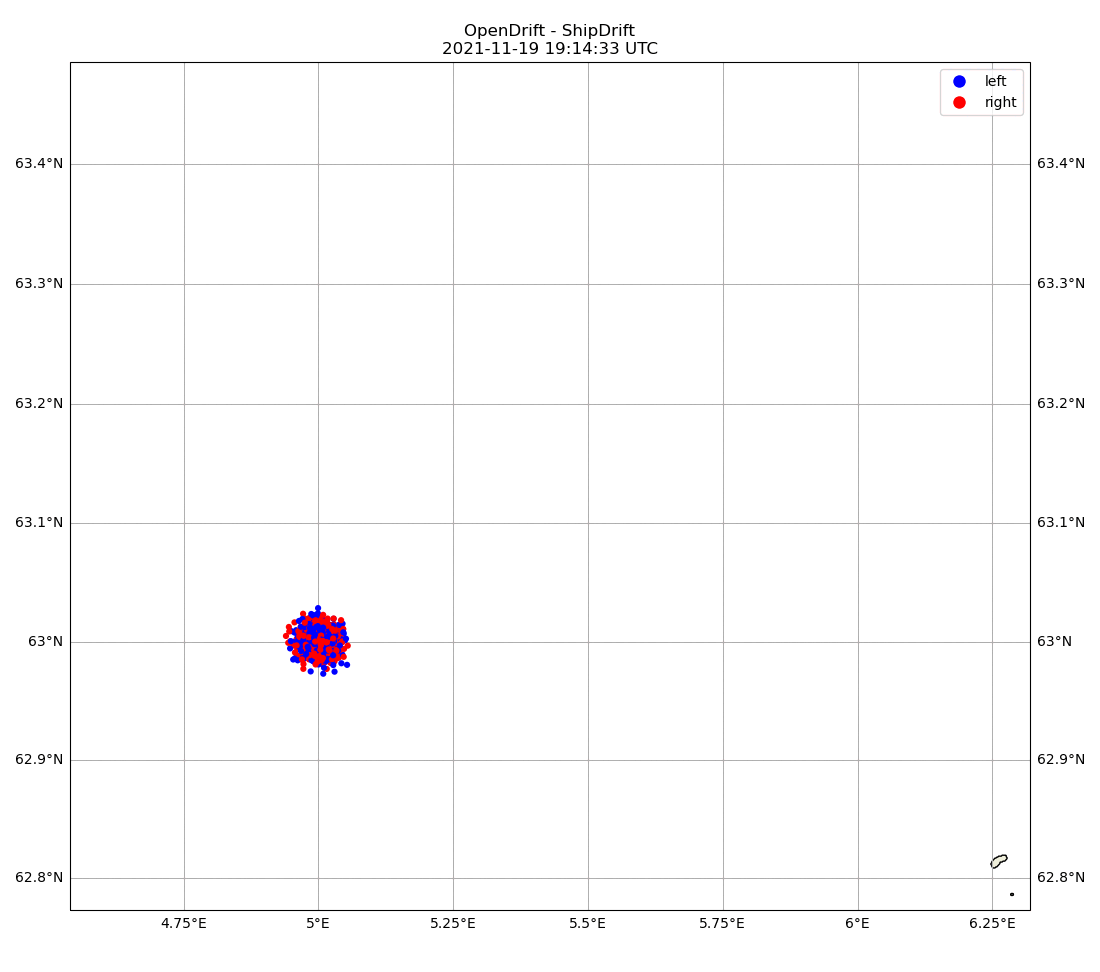 OpenDrift - ShipDrift
2021-11-19 19:14:33 UTC
left
right
63.4°N 63.4°N
63.3°N 63.3°N
63.2°N 63.2°N
63.1°N 63.1°N
63°N 63°N
62.9°N 62.9°N
62.8°N 62.8°N
4.75°E 5°E 5.25°E 5.5°E 5.75°E 6°E 6.25°E